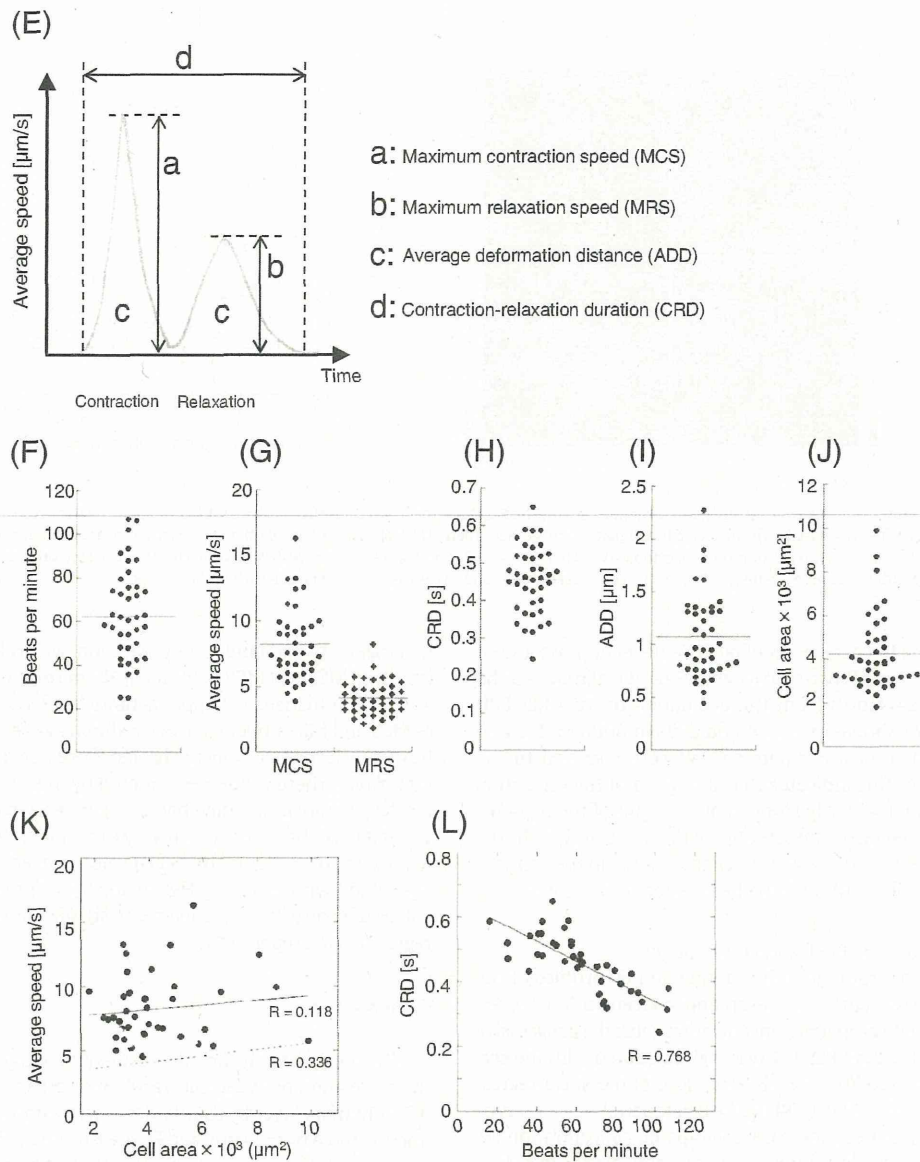 (E)
Average speed [µm/s]
d
a
b
c
c
Time
Contraction Relaxation
a: Maximum contraction speed (MCS)
b: Maximum relaxation speed (MRS)
c: Average deformation distance (ADD)
d: Contraction-relaxation duration (CRD)
(F)
Beats per minute
120
100
80
60
40
20
0
(G)
Average speed [µm/s]
20
15
10
5
0
MCS MRS
(H)
CRD [s]
0.7
0.6
0.5
0.4
0.3
0.2
0.1
0
(I)
ADD [µm]
2.5
2
1.5
1
0.5
0
(J)
Cell area × 10³ [µm²]
12
10
8
6
4
2
0
(K)
Average speed [µm/s]
20
15
10
5
0
R = 0.118
R = 0.336
2 4 6 8 10
Cell area × 10³ (µm²)
(L)
CRD [s]
0.8
0.6
0.4
0.2
0
R = 0.768
0 20 40 60 80 100 120
Beats per minute